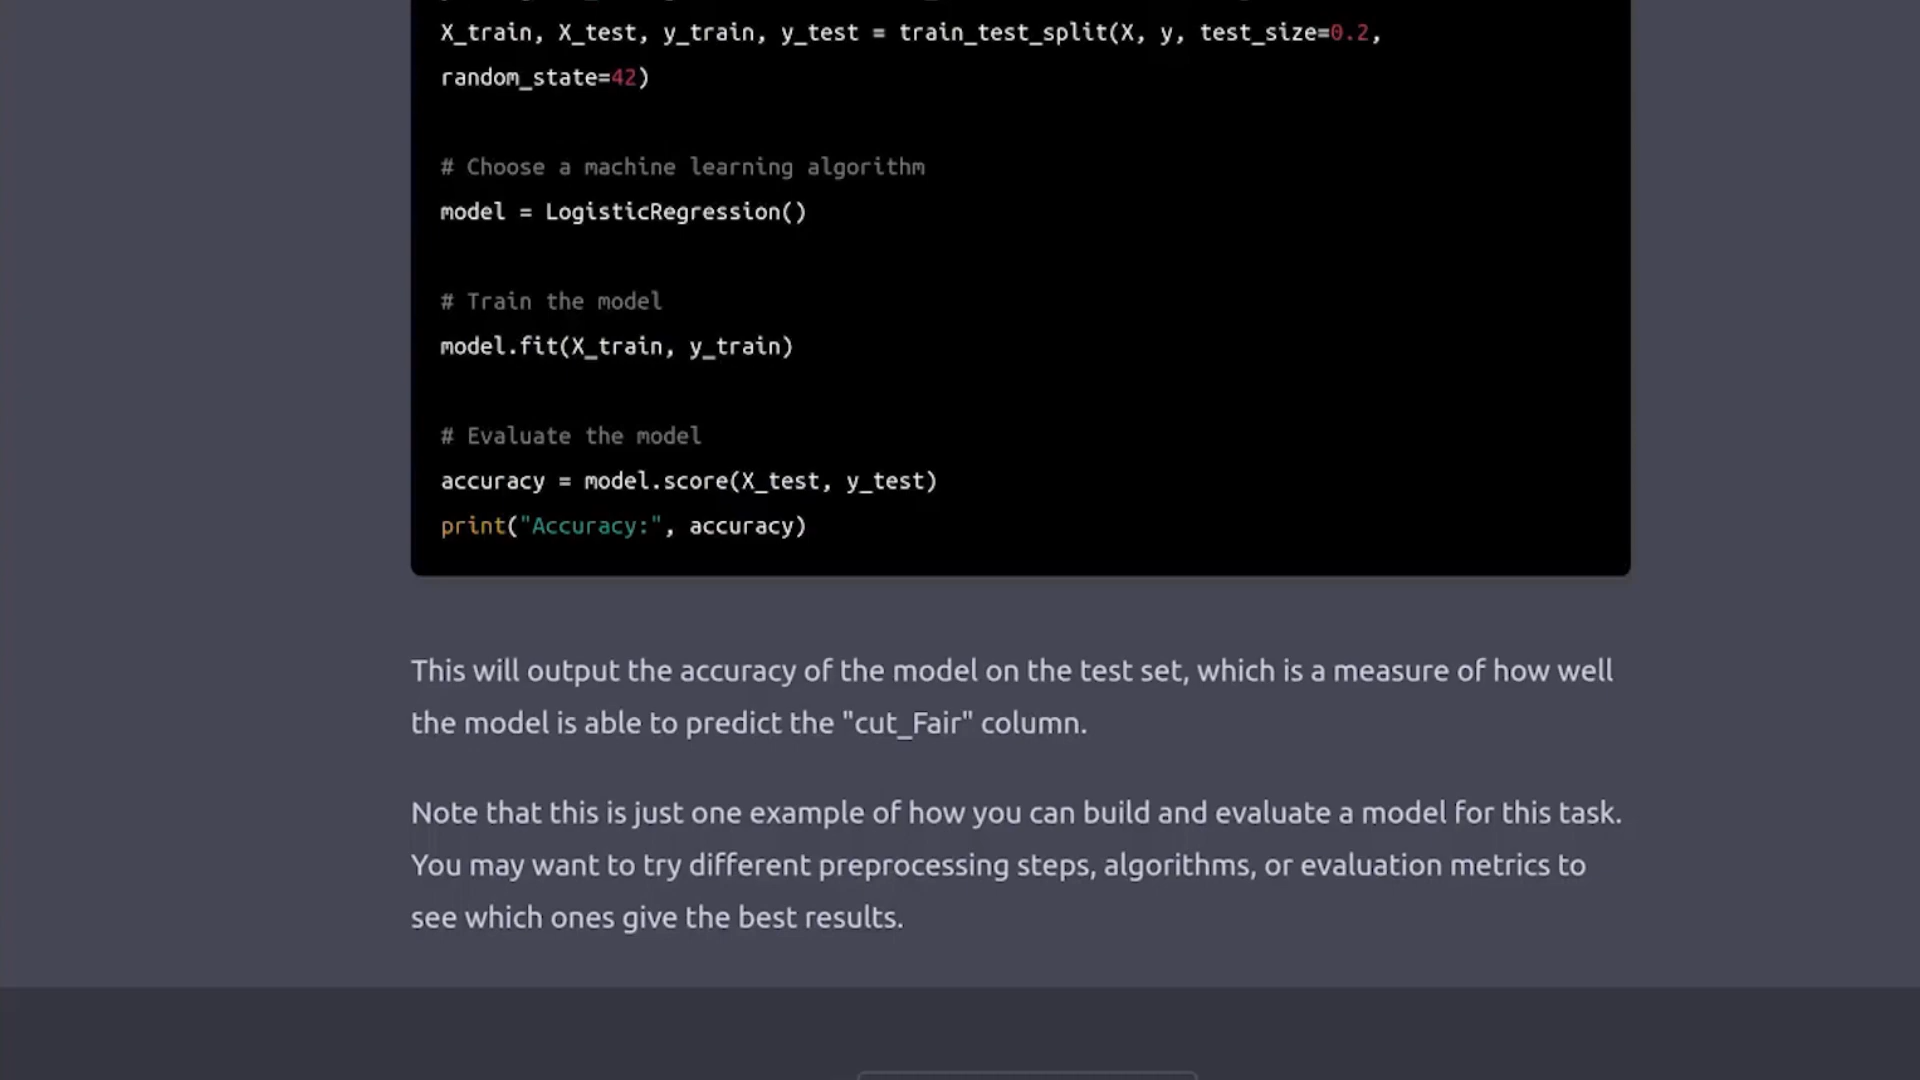 X_train, X_test, y_train, y_test = train_test_split(X, y, test_size=0.2,
random_state=42)
# Choose a machine learning algorithm
model = LogisticRegression()
# Train the model
model.fit(X_train, y_train)
# Evaluate the model
accuracy = model.score(X_test, y_test)
print("Accuracy:", accuracy)
This will output the accuracy of the model on the test set, which is a measure of how well
the model is able to predict the "cut_Fair" column.
Note that this is just one example of how you can build and evaluate a model for this task.
You may want to try different preprocessing steps, algorithms, or evaluation metrics to
see which ones give the best results.